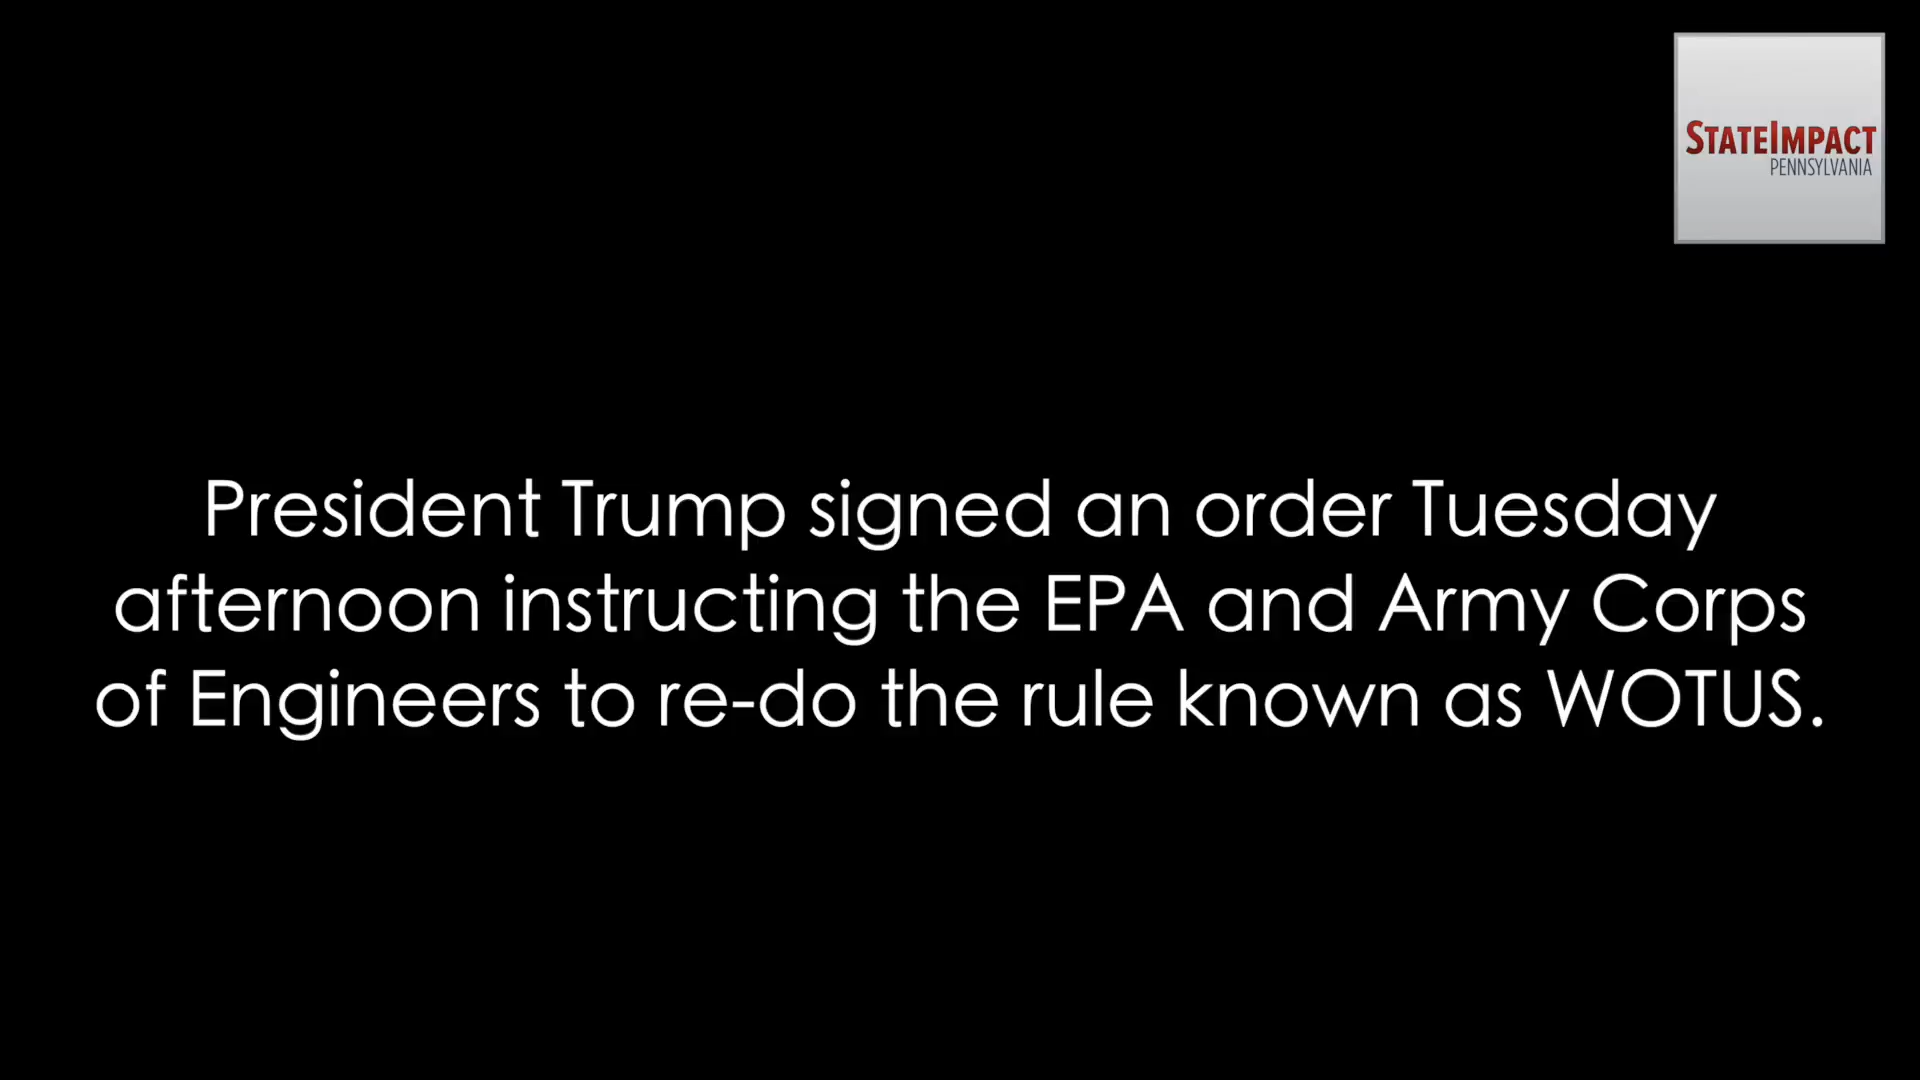 STATEIMPACT
PENNSYLVANIA
President Trump signed an order Tuesday
afternoon instructing the EPA and Army Corps
of Engineers to re-do the rule known as WOTUS.